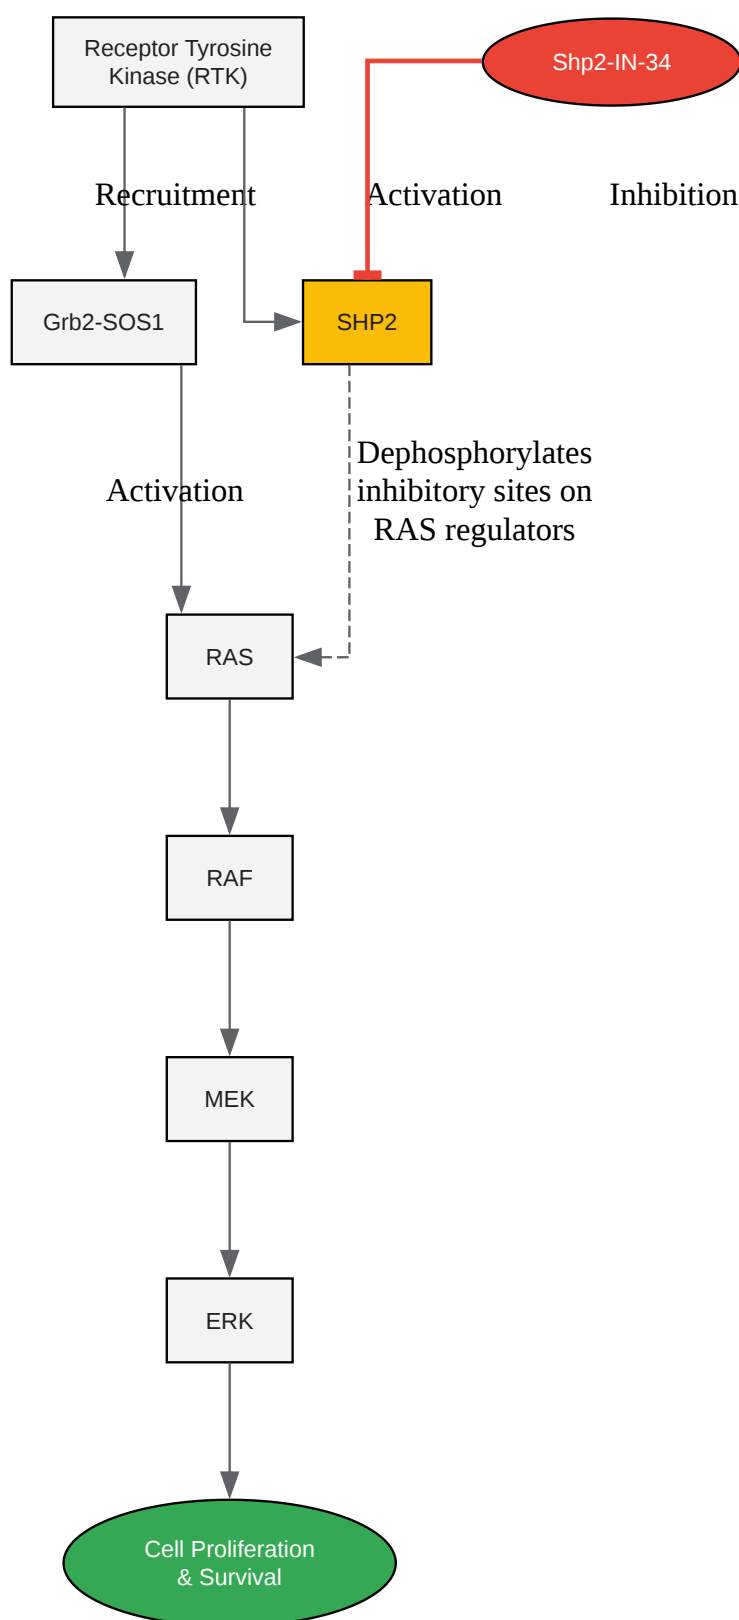 Receptor Tyrosine
Kinase (RTK)
Shp2-IN-34
Recruitment
Activation
Inhibition
Grb2-SOS1
SHP2
Dephosphorylates
inhibitory sites on
RAS regulators
Activation
RAS
RAF
MEK
ERK
Cell Proliferation
& Survival